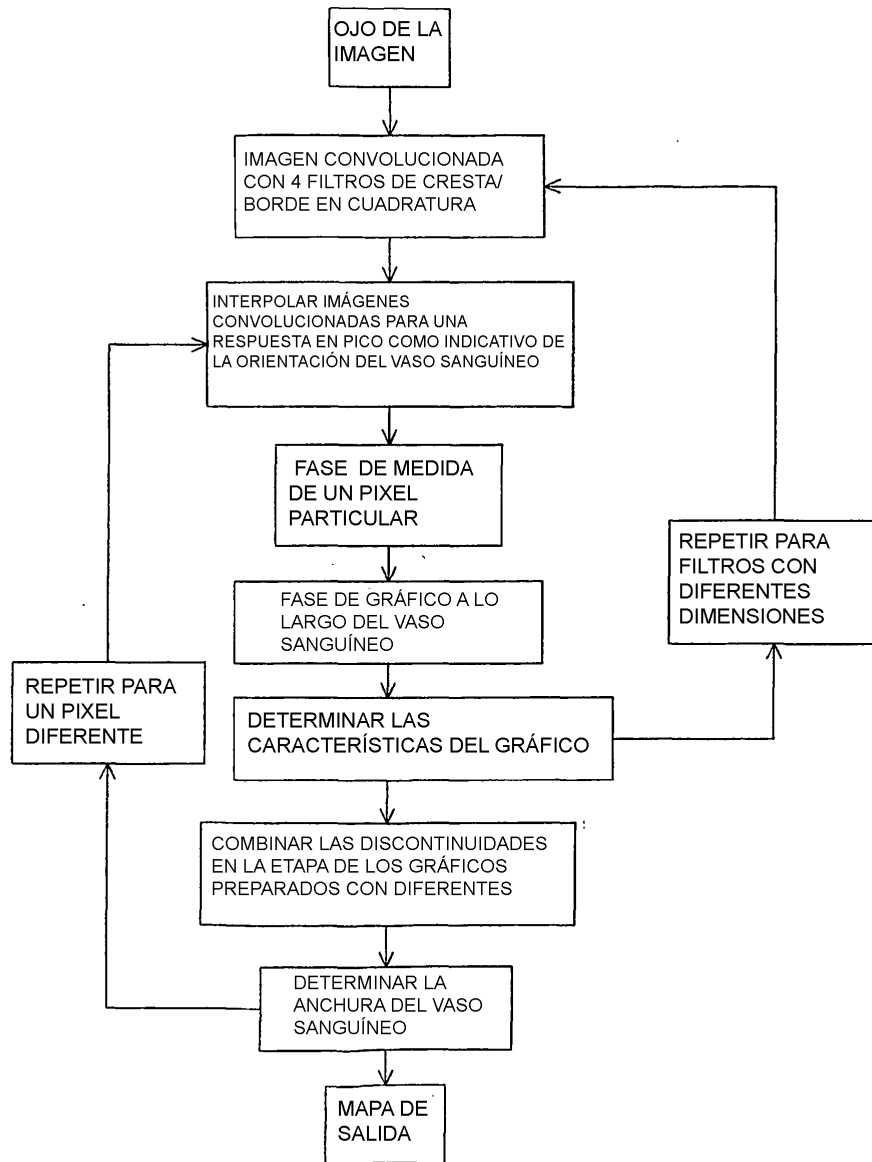 OJO DE LA
IMAGEN
IMAGEN CONVOLUCIONADA
CON 4 FILTROS DE CRESTA/
BORDE EN CUADRATURA
INTERPOLAR IMÁGENES
CONVOLUCIONADAS PARA UNA
RESPUESTA EN PICO COMO INDICATIVO DE
LA ORIENTACIÓN DEL VASO SANGUÍNEO
FASE DE MEDIDA
DE UN PIXEL
PARTICULAR
REPETIR PARA
FILTROS CON
DIFERENTES
DIMENSIONES
FASE DE GRÁFICO A LO
LARGO DEL VASO
SANGUÍNEO
REPETIR PARA
UN PIXEL
DIFERENTE
DETERMINAR LAS
CARACTERÍSTICAS DEL GRÁFICO
COMBINAR LAS DISCONTINUIDADES
EN LA ETAPA DE LOS GRÁFICOS
PREPARADOS CON DIFERENTES
DETERMINAR LA
ANCHURA DEL VASO
SANGUÍNEO
MAPA DE
SALIDA